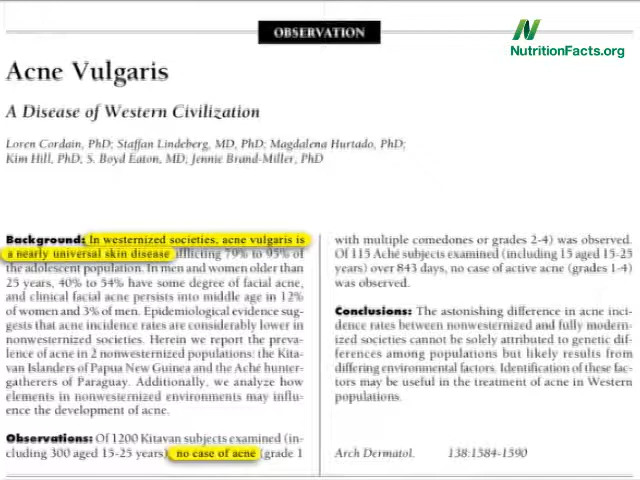 OBSERVATION
NutritionFacts.org
Acne Vulgaris
A Disease of Western Civilization
Loren Cordain, PhD; Staffan Lindeberg, MD, PhD; Magdalena Hurtado, PhD;
Kim Hill, PhD; S. Boyd Eaton, MD; Jennie Brand-Miller, PhD
Background: In westernized societies, acne vulgaris is
a nearly universal skin disease afflicting 79% to 95% of
the adolescent population. In men and women older than
25 years, 40% to 54% have some degree of facial acne,
and clinical facial acne persists into middle age in 12%
of women and 3% of men. Epidemiological evidence sug-
gests that acne incidence rates are considerably lower in
nonwesternized societies. Herein we report the preva-
lence of acne in 2 nonwesternized populations: the Kita-
van Islanders of Papua New Guinea and the Aché hunter-
gatherers of Paraguay. Additionally, we analyze how
elements in nonwesternized environments may influ-
ence the development of acne.
Observations: Of 1200 Kitavan subjects examined (in-
cluding 300 aged 15-25 years), no case of acne (grade 1
with multiple comedones or grades 2-4) was observed.
Of 115 Aché subjects examined (including 15 aged 15-25
years) over 843 days, no case of active acne (grades 1-4)
was observed.
Conclusions: The astonishing difference in acne inci-
dence rates between nonwesternized and fully modern-
ized societies cannot be solely attributed to genetic dif-
ferences among populations but likely results from
differing environmental factors. Identification of these fac-
tors may be useful in the treatment of acne in Western
populations.
Arch Dermatol. 138:1584-1590